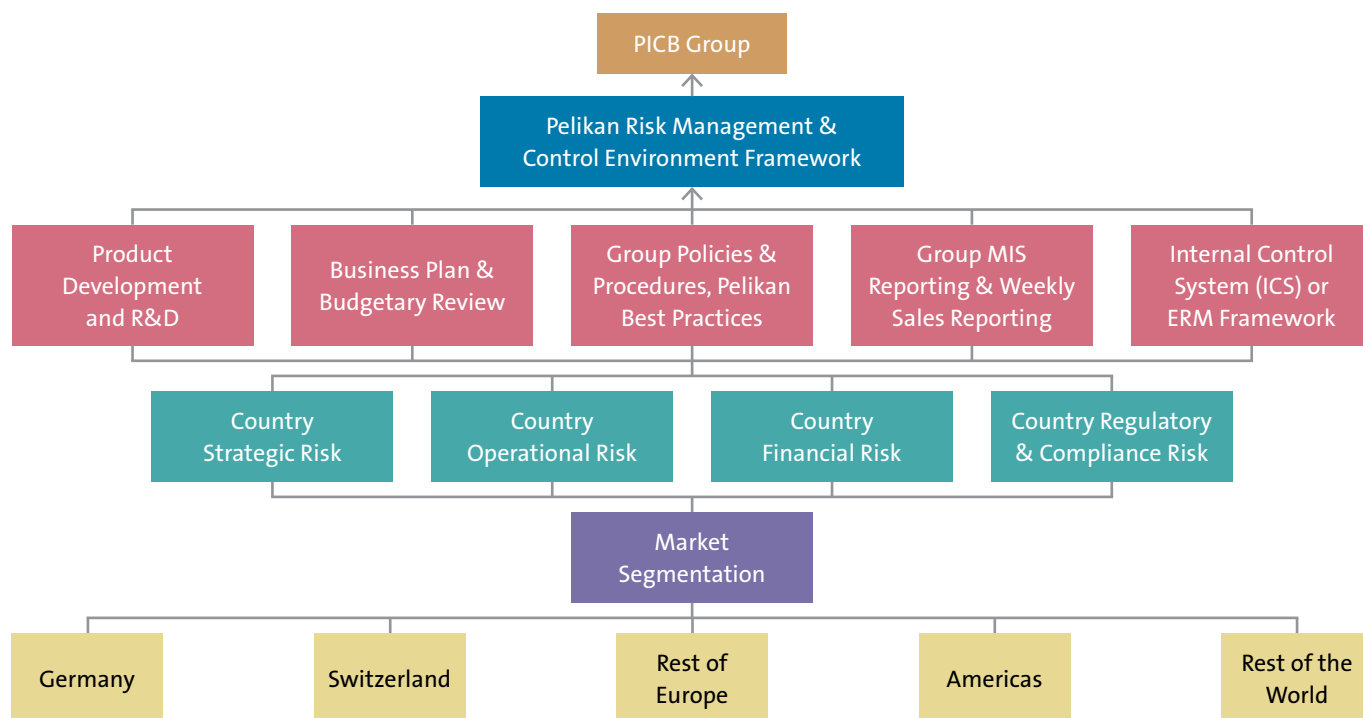 PICB Group
Pelikan Risk Management &
Control Environment Framework
Product
Development
and R&D
Business Plan &
Budgetary Review
Group Policies &
Procedures, Pelikan
Best Practices
Group MIS
Reporting & Weekly
Sales Reporting
Internal Control
System (ICS) or
ERM Framework
Country
Strategic Risk
Country
Operational Risk
Country
Financial Risk
Country Regulatory
& Compliance Risk
Market
Segmentation
Germany
Switzerland
Rest of
Europe
Americas
Rest of the
World